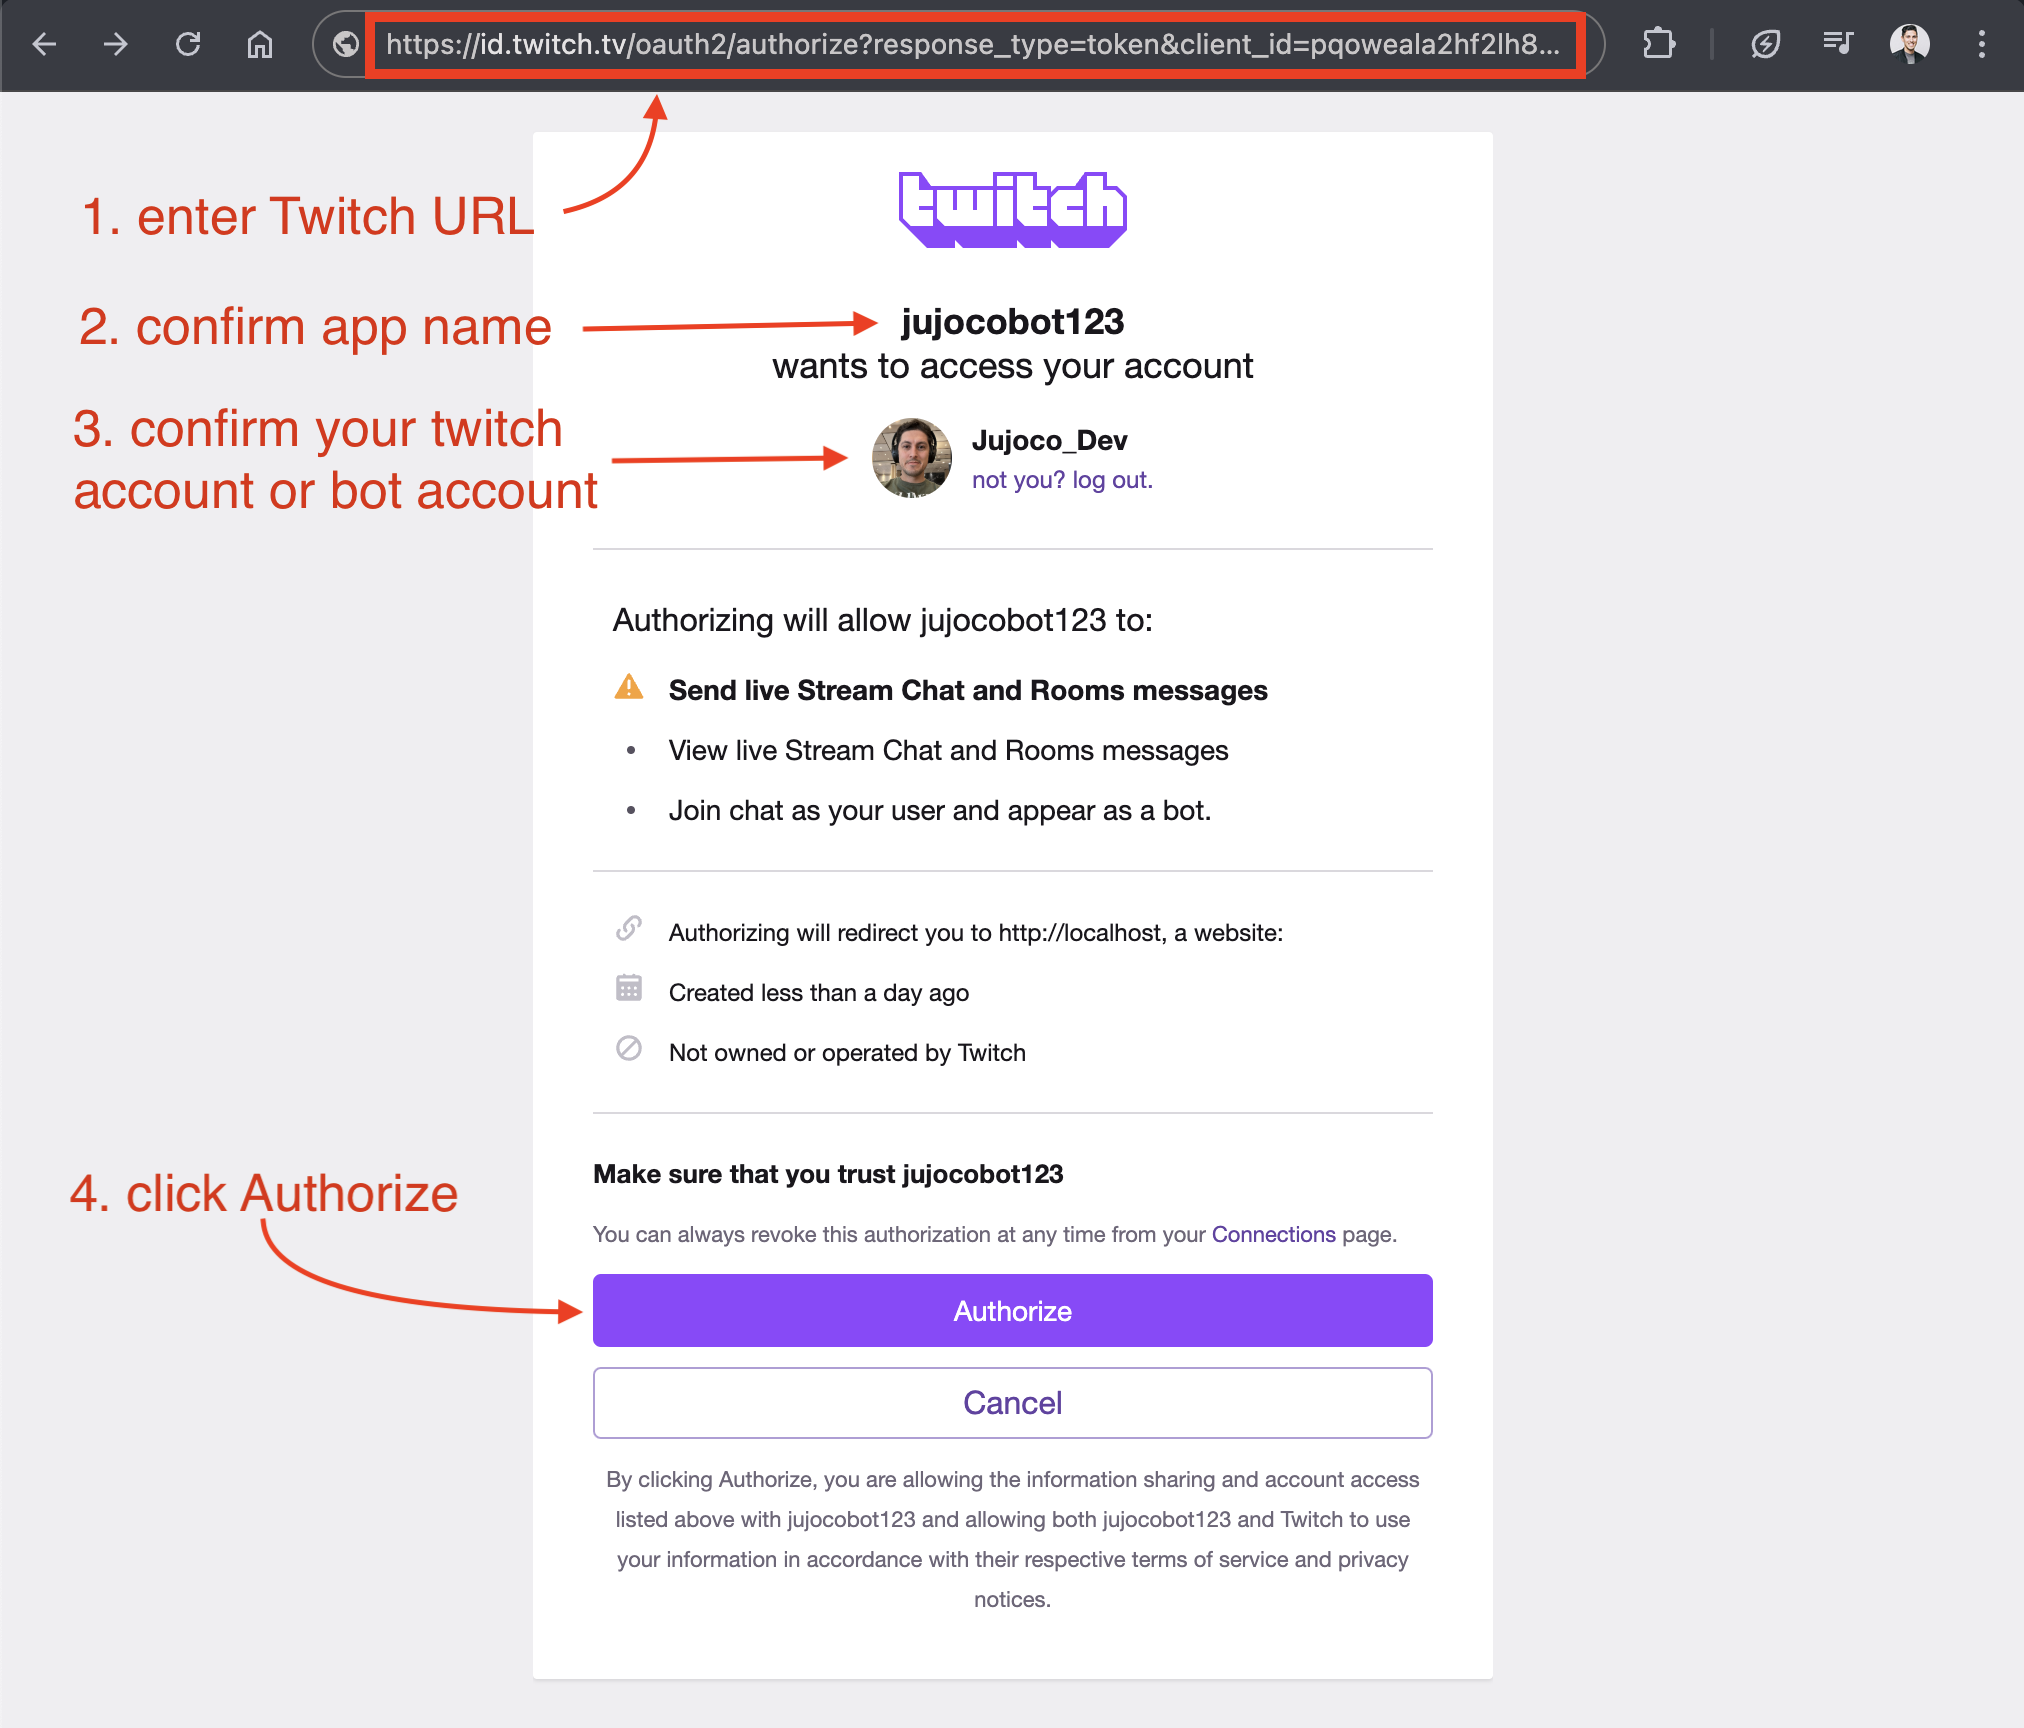 https://id.twitch.tv/oauth2/authorize?response_type=token&client_id=pqoweala2hf2lh8...
1. enter Twitch URL
twitch
2. confirm app name
jujocobot123
wants to access your account
3. confirm your twitch
account or bot account
Jujoco_Dev
not you? log out.
Authorizing will allow jujocobot123 to:
Send live Stream Chat and Rooms messages
• View live Stream Chat and Rooms messages
• Join chat as your user and appear as a bot.
Authorizing will redirect you to http://localhost, a website:
Created less than a day ago
Not owned or operated by Twitch
Make sure that you trust jujocobot123
4. click Authorize
You can always revoke this authorization at any time from your Connections page.
Authorize
Cancel
By clicking Authorize, you are allowing the information sharing and account access
listed above with jujocobot123 and allowing both jujocobot123 and Twitch to use
your information in accordance with their respective terms of service and privacy
notices.